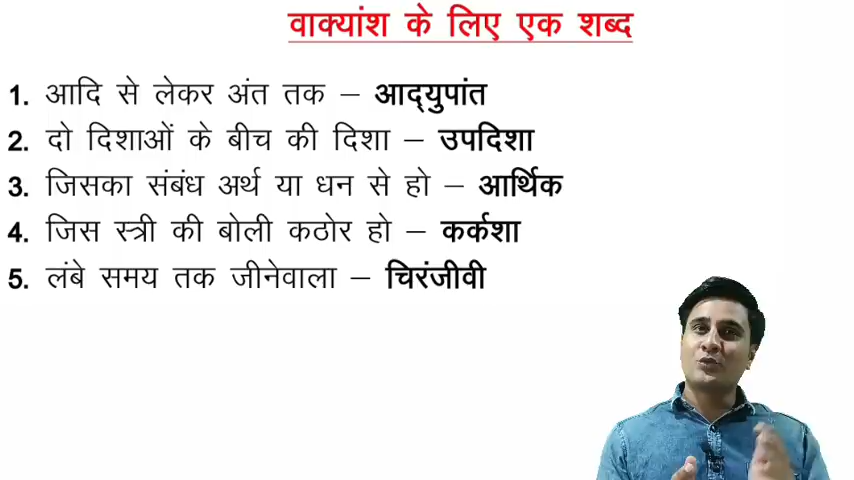 वाक्यांश के लिए एक शब्द
1. आदि से लेकर अंत तक – आद्‌युपांत
2. दो दिशाओं के बीच की दिशा – उपदिशा
3. जिसका संबंध अर्थ या धन से हो – आर्थिक
4. जिस स्त्री की बोली कठोर हो – कर्कशा
5. लंबे समय तक जीनेवाला – चिरंजीवी